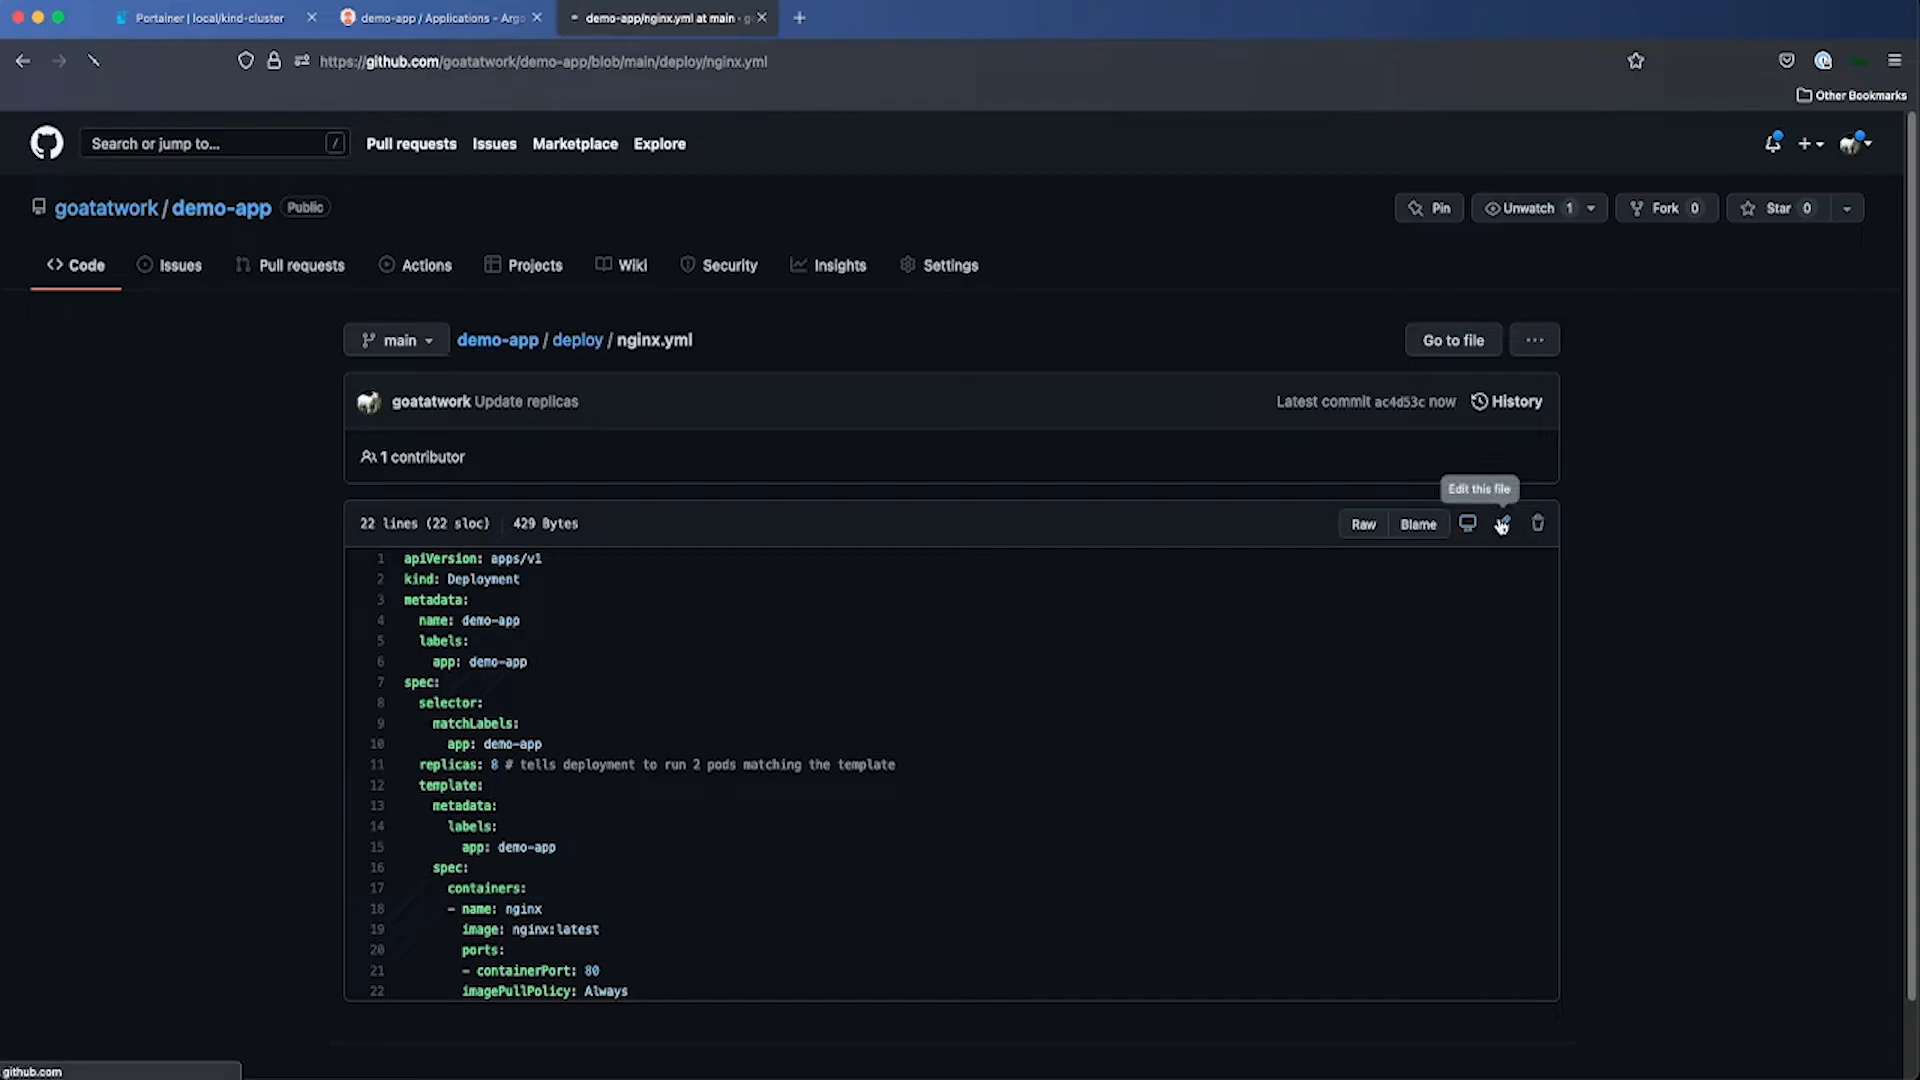 Portainer | local/kind-cluster
demo-app / Applications - Argo
demo-app/nginx.yml at main · g
https://github.com/goatatwork/demo-app/blob/main/deploy/nginx.yml
Other Bookmarks
Search or jump to... /
Pull requests Issues Marketplace Explore
goatatwork / demo-app Public
Pin Unwatch 1 Fork 0 Star 0
<> Code Issues Pull requests Actions Projects Wiki Security Insights Settings
main demo-app / deploy / nginx.yml Go to file ...
goatatwork Update replicas Latest commit ac4d53c now History
1 contributor
Edit this file
22 lines (22 sloc) 429 Bytes Raw Blame
1 apiVersion: apps/v1
2 kind: Deployment
3 metadata:
4 name: demo-app
5 labels:
6 app: demo-app
7 spec:
8 selector:
9 matchLabels:
10 app: demo-app
11 replicas: 8 # tells deployment to run 2 pods matching the template
12 template:
13 metadata:
14 labels:
15 app: demo-app
16 spec:
17 containers:
18 - name: nginx
19 image: nginx:latest
20 ports:
21 - containerPort: 80
22 imagePullPolicy: Always
github.com